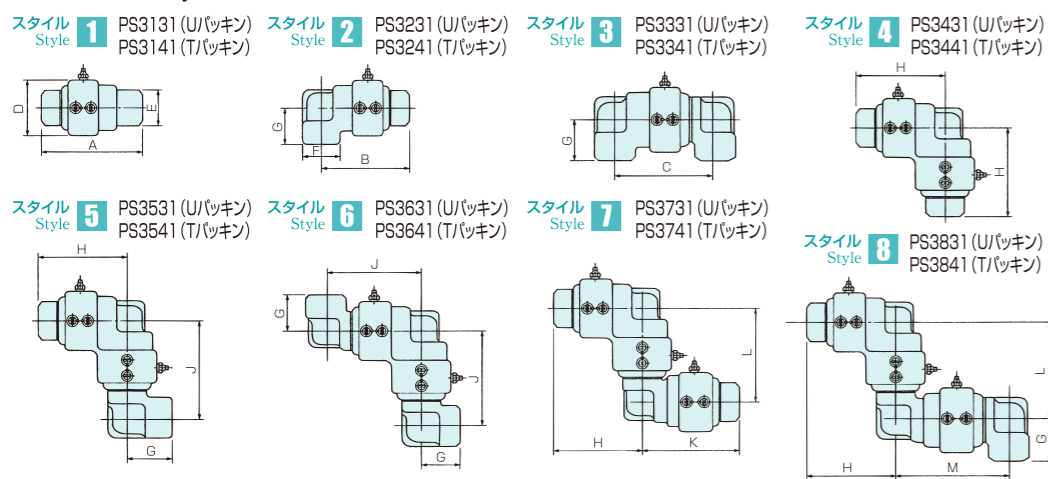 スタイル Style 1 PS3131(Uパッキン)
PS3141(Tパッキン)
D
E
A
スタイル Style 2 PS3231(Uパッキン)
PS3241(Tパッキン)
G
F
B
スタイル Style 3 PS3331(Uパッキン)
PS3341(Tパッキン)
G
C
スタイル Style 4 PS3431(Uパッキン)
PS3441(Tパッキン)
H
H
スタイル Style 5 PS3531(Uパッキン)
PS3541(Tパッキン)
H
J
G
スタイル Style 6 PS3631(Uパッキン)
PS3641(Tパッキン)
J
G
J
G
スタイル Style 7 PS3731(Uパッキン)
PS3741(Tパッキン)
L
H
K
スタイル Style 8 PS3831(Uパッキン)
PS3841(Tパッキン)
L
G
H
M